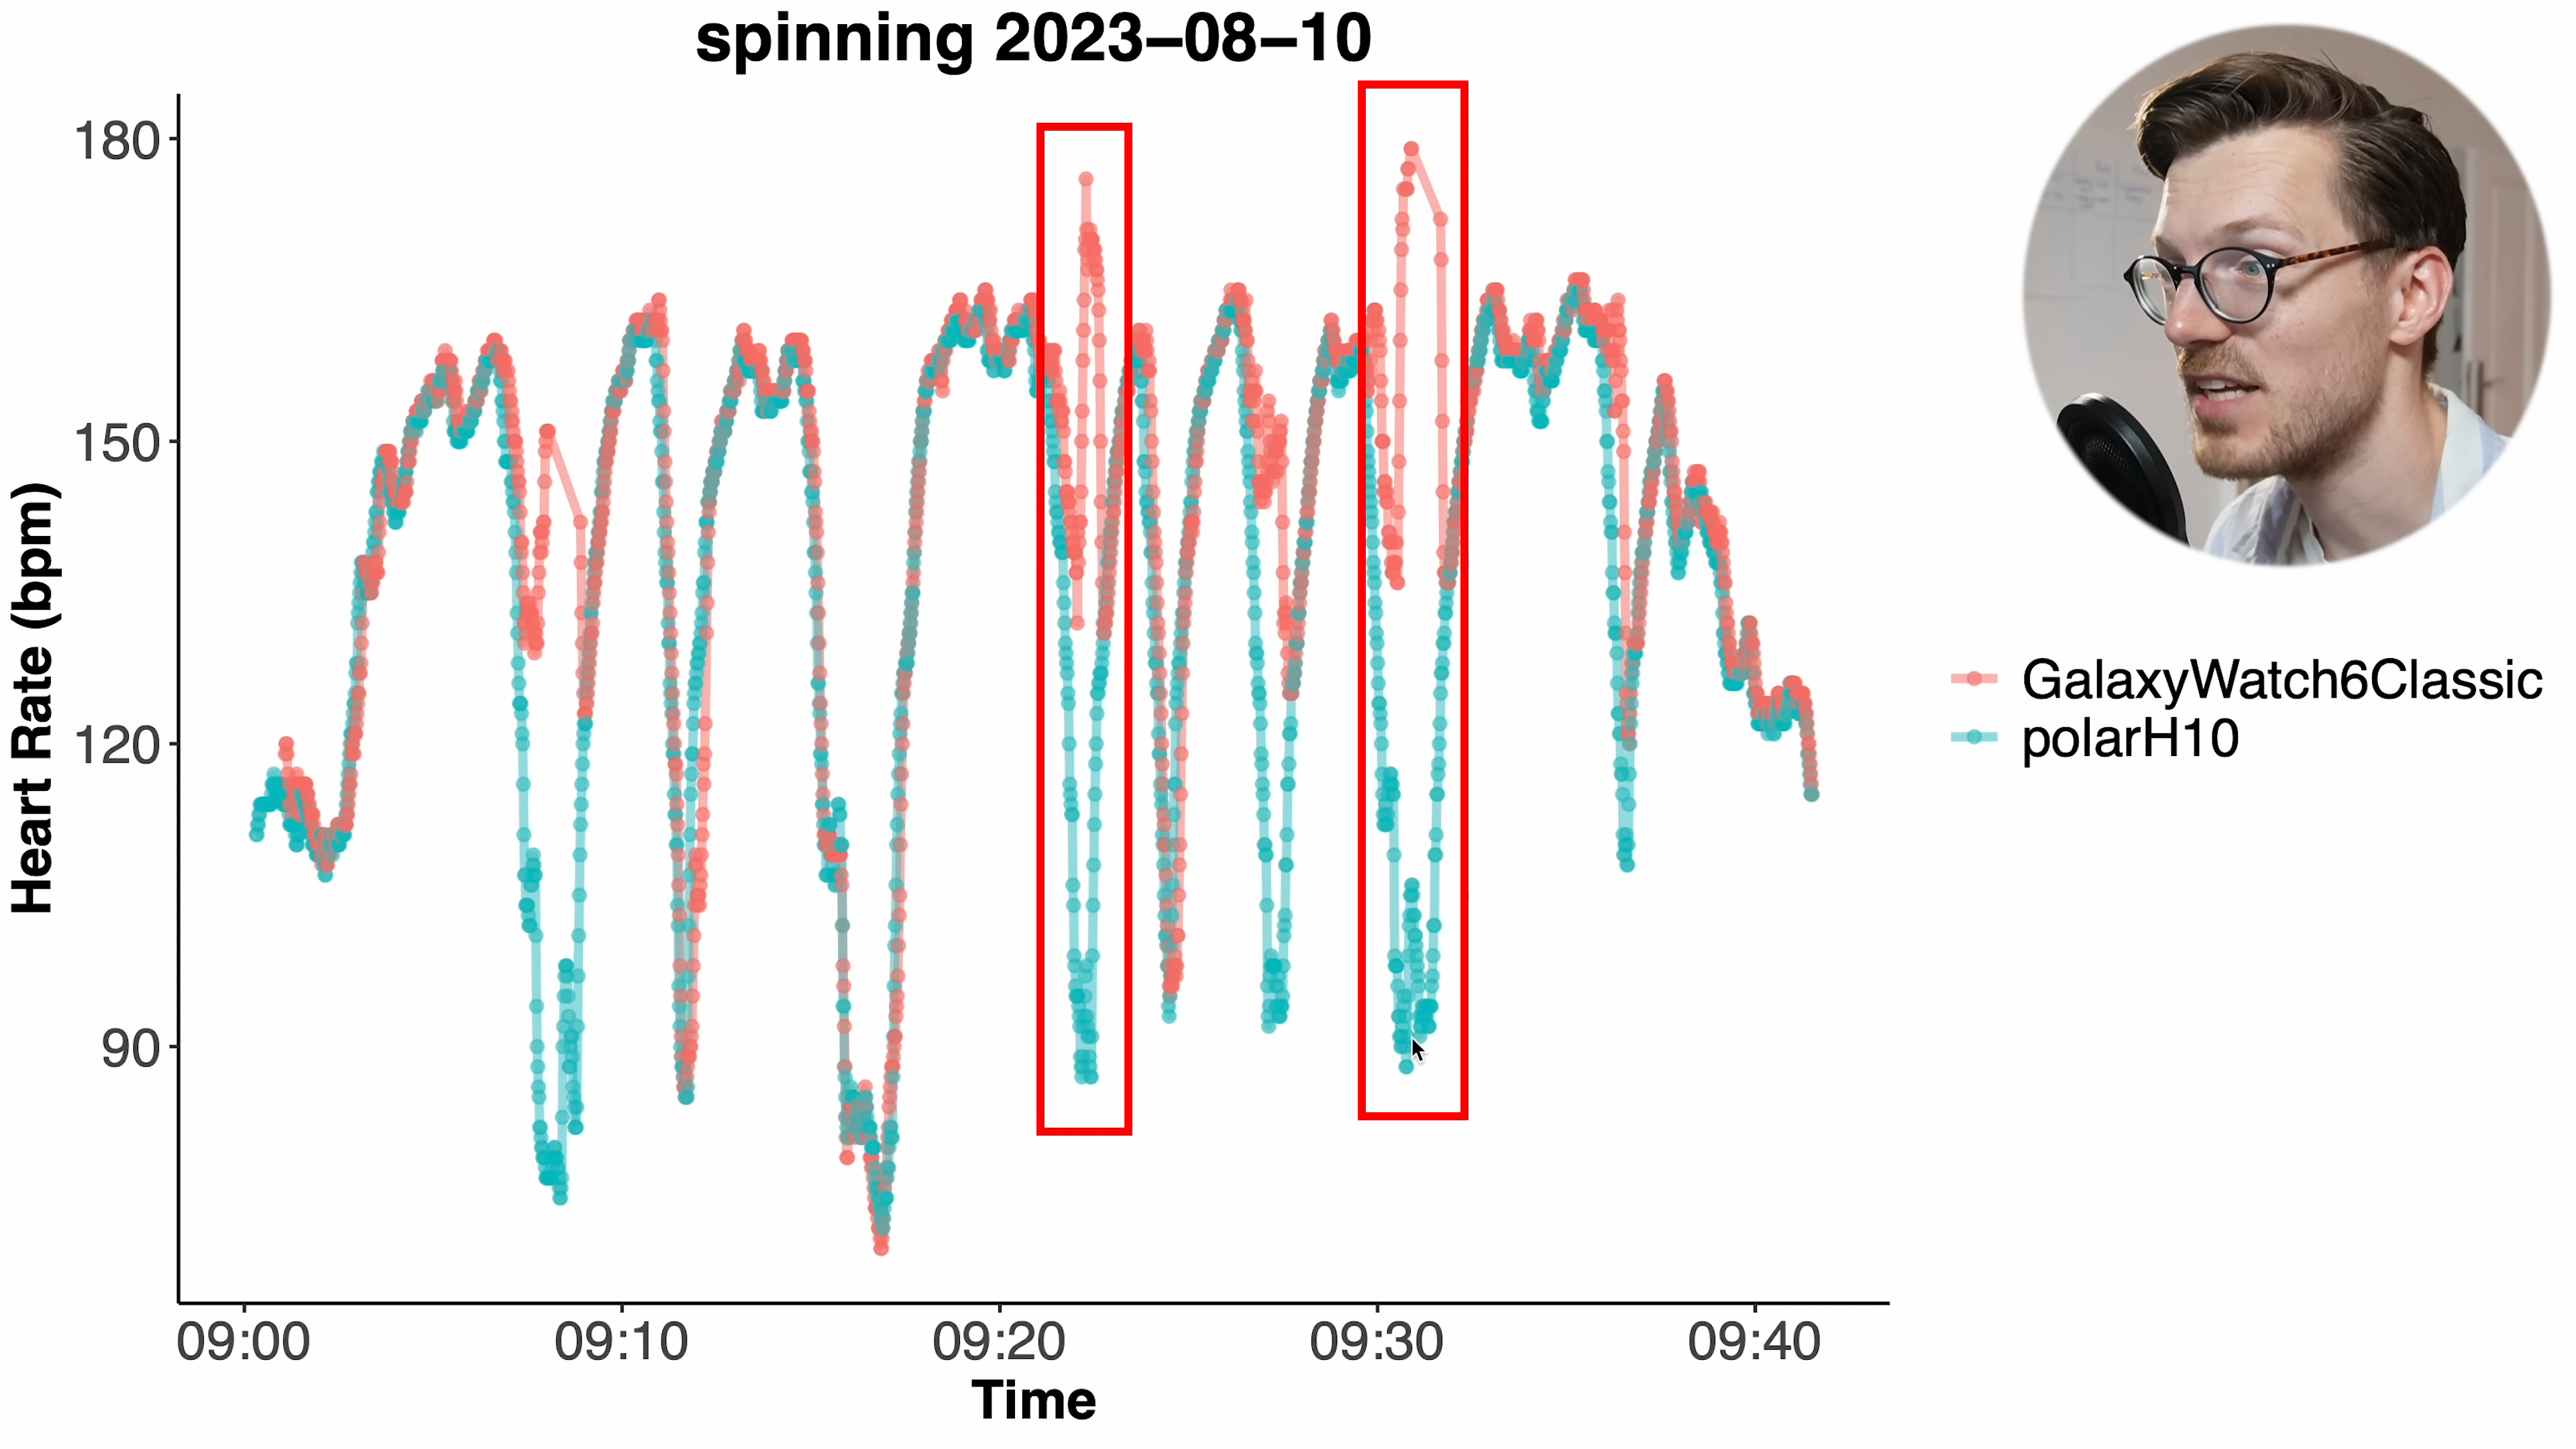 spinning 2023–08–10
180
150
120
90
Heart Rate (bpm)
09:00
09:10
09:20
09:30
09:40
Time
GalaxyWatch6Classic
polarH10